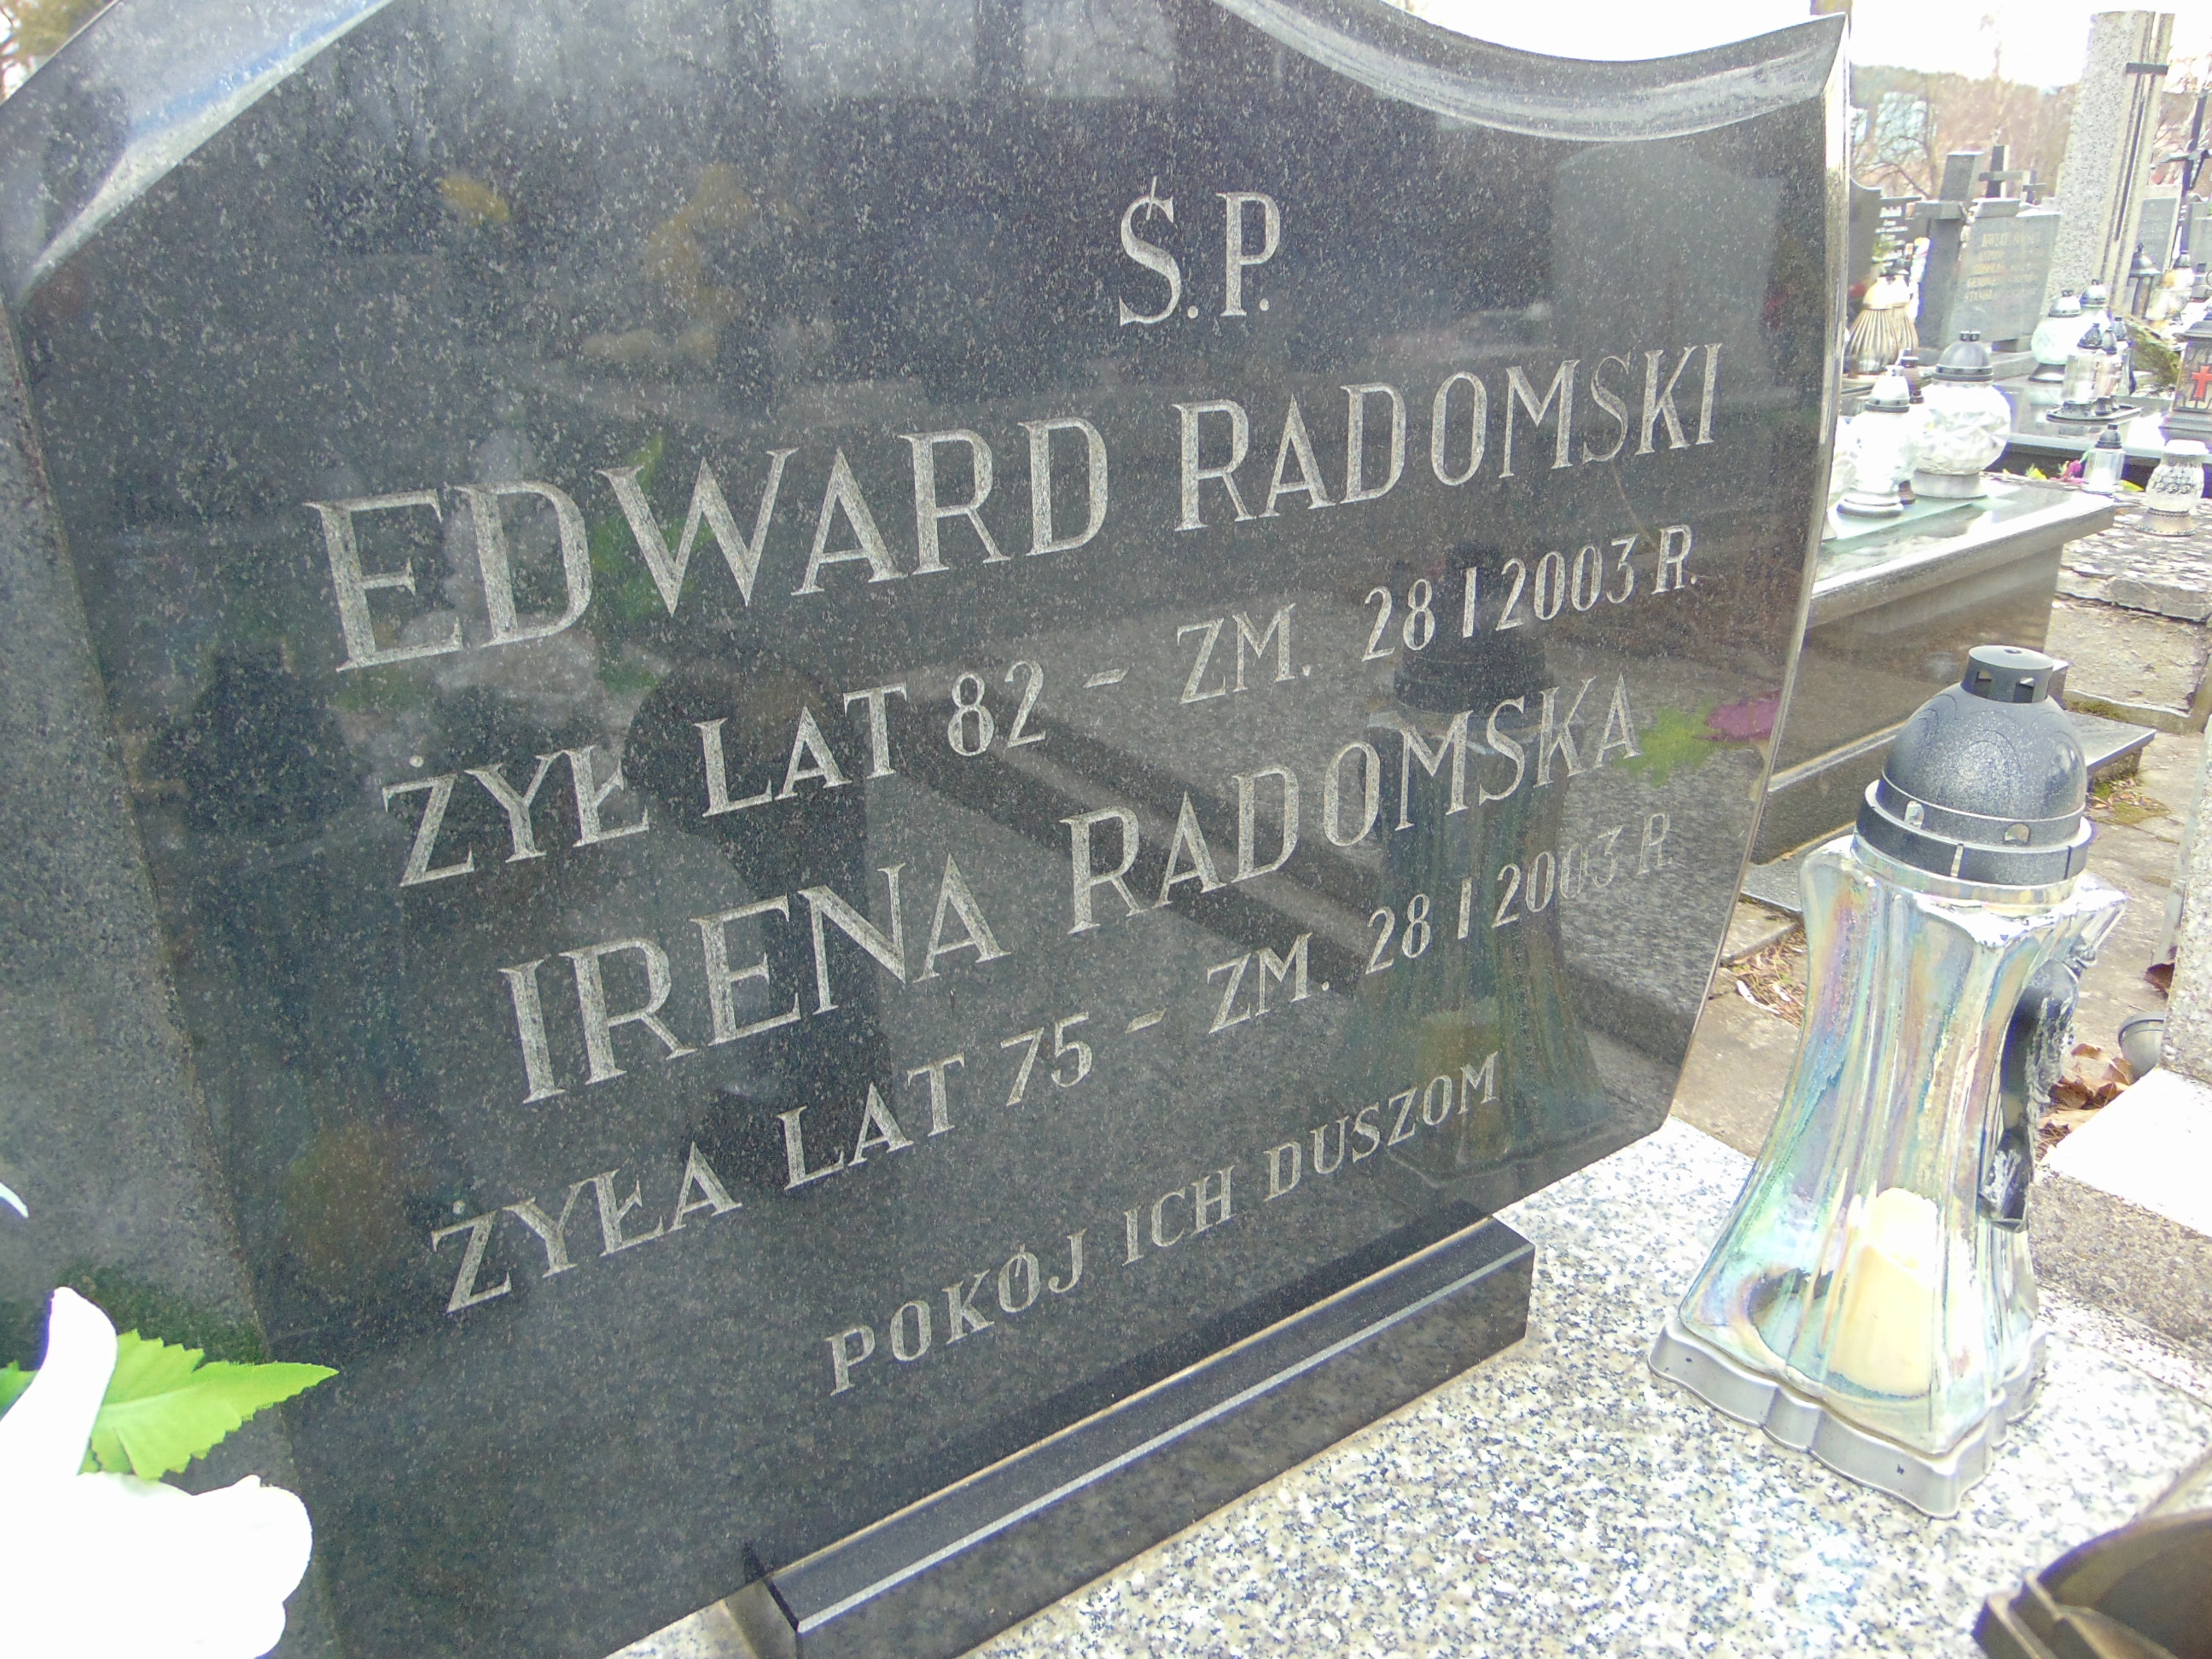 Ś.P.
EDWARD RADOMSKI
ŻYŁ LAT 82 - ZM. 28 I 2003 R.
IRENA RADOMSKA
ŻYŁA LAT 75 - ZM. 28 I 2003 R.
POKÓJ ICH DUSZOM